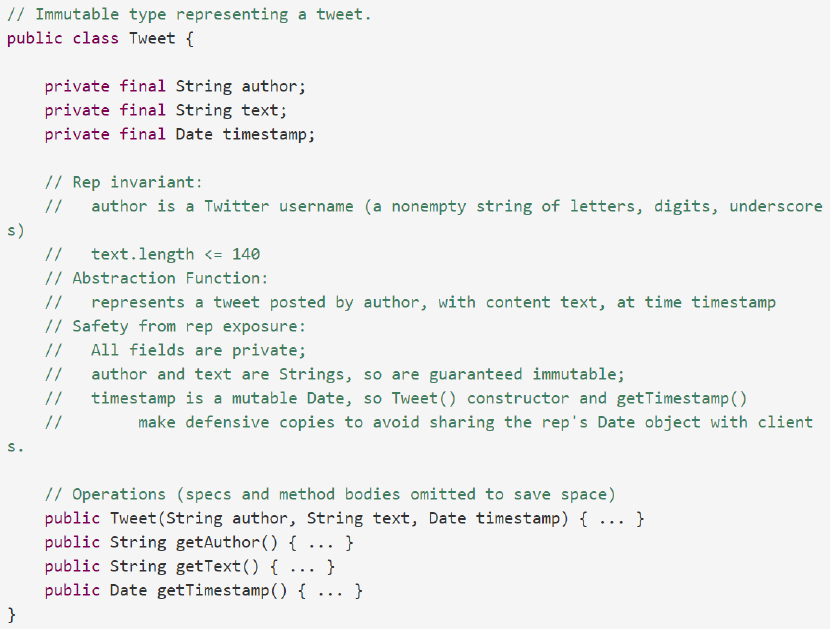 // Immutable type representing a tweet.
public class Tweet {
    private final String author;
    private final String text;
    private final Date timestamp;
    // Rep invariant:
    //   author is a Twitter username (a nonempty string of letters, digits, underscore
s)
    //   text.length <= 140
    // Abstraction Function:
    //   represents a tweet posted by author, with content text, at time timestamp
    // Safety from rep exposure:
    //   All fields are private;
    //   author and text are Strings, so are guaranteed immutable;
    //   timestamp is a mutable Date, so Tweet() constructor and getTimestamp()
    //        make defensive copies to avoid sharing the rep's Date object with client
s.
    // Operations (specs and method bodies omitted to save space)
    public Tweet(String author, String text, Date timestamp) { ... }
    public String getAuthor() { ... }
    public String getText() { ... }
    public Date getTimestamp() { ... }
}